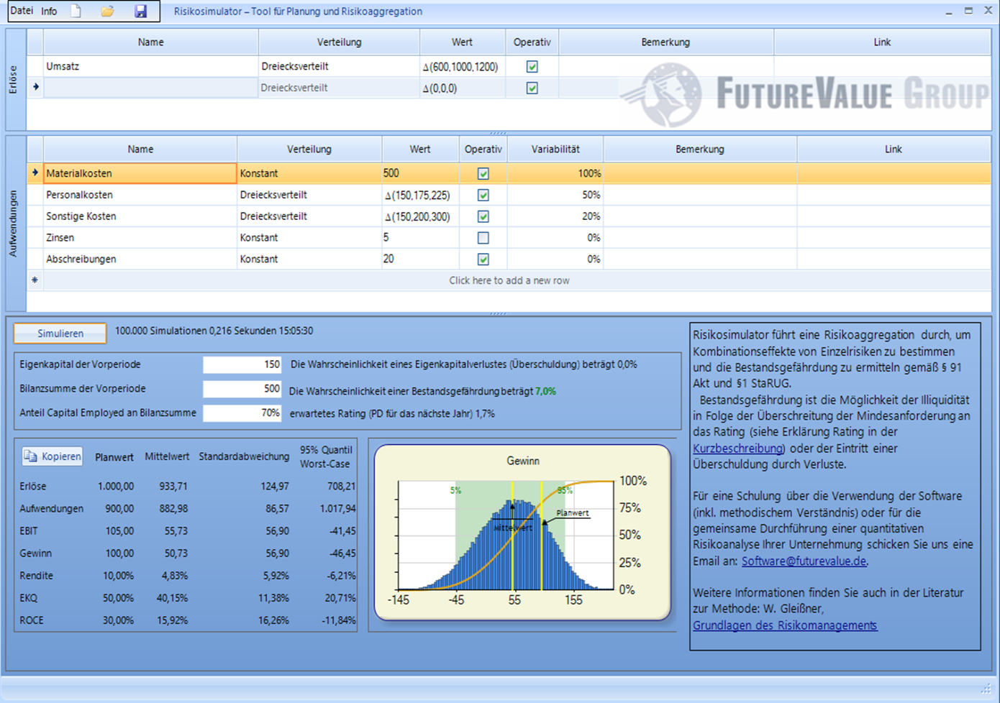 Datei Info Risikosimulator – Tool für Planung und Risikoaggregation
Erlöse
Name Verteilung Wert Operativ Bemerkung Link
Umsatz Dreiecksverteilt Δ(600,1000,1200)
Dreiecksverteilt Δ(0,0,0)
FUTUREVALUE GROUP
Aufwendungen
Name Verteilung Wert Operativ Variabilität Bemerkung Link
Materialkosten Konstant 500 100%
Personalkosten Dreiecksverteilt Δ(150,175,225) 50%
Sonstige Kosten Dreiecksverteilt Δ(150,200,300) 20%
Zinsen Konstant 5 0%
Abschreibungen Konstant 20 0%
Click here to add a new row
Simulieren 100.000 Simulationen 0,216 Sekunden 15:05:30
Eigenkapital der Vorperiode 150 Die Wahrscheinlichkeit eines Eigenkapitalverlustes (Überschuldung) beträgt 0,0%
Bilanzsumme der Vorperiode 500 Die Wahrscheinlichkeit einer Bestandsgefährdung beträgt 7,0%
Anteil Capital Employed an Bilanzsumme 70% erwartetes Rating (PD für das nächste Jahr) 1,7%
Kopieren Planwert Mittelwert Standardabweichung 95% Quantil
Worst-Case
Erlöse 1.000,00 933,71 124,97 708,21
Aufwendungen 900,00 882,98 86,57 1.017,94
EBIT 105,00 55,73 56,90 -41,45
Gewinn 100,00 50,73 56,90 -46,45
Rendite 10,00% 4,83% 5,92% -6,21%
EKQ 50,00% 40,15% 11,38% 20,71%
ROCE 30,00% 15,92% 16,26% -11,84%
Gewinn
5% 95%
Planwert
Mittelwert
100%
75%
50%
25%
0%
-145 -45 55 155
Risikosimulator führt eine Risikoaggregation durch, um
Kombinationseffekte von Einzelrisiken zu bestimmen
und die Bestandsgefährdung zu ermitteln gemäß § 91
Akt und §1 StaRUG.
Bestandsgefährdung ist die Möglichkeit der Illiquidität
in Folge der Überschreitung der Mindesanforderung an
das Rating (siehe Erklärung Rating in der
Kurzbeschreibung) oder der Eintritt einer
Überschuldung durch Verluste.
Für eine Schulung über die Verwendung der Software
(inkl. methodischem Verständnis) oder für die
gemeinsame Durchführung einer quantitativen
Risikoanalyse Ihrer Unternehmung schicken Sie uns eine
Email an: Software@futurevalue.de.
Weitere Informationen finden Sie auch in der Literatur
zur Methode: W. Gleißner,
Grundlagen des Risikomanagements